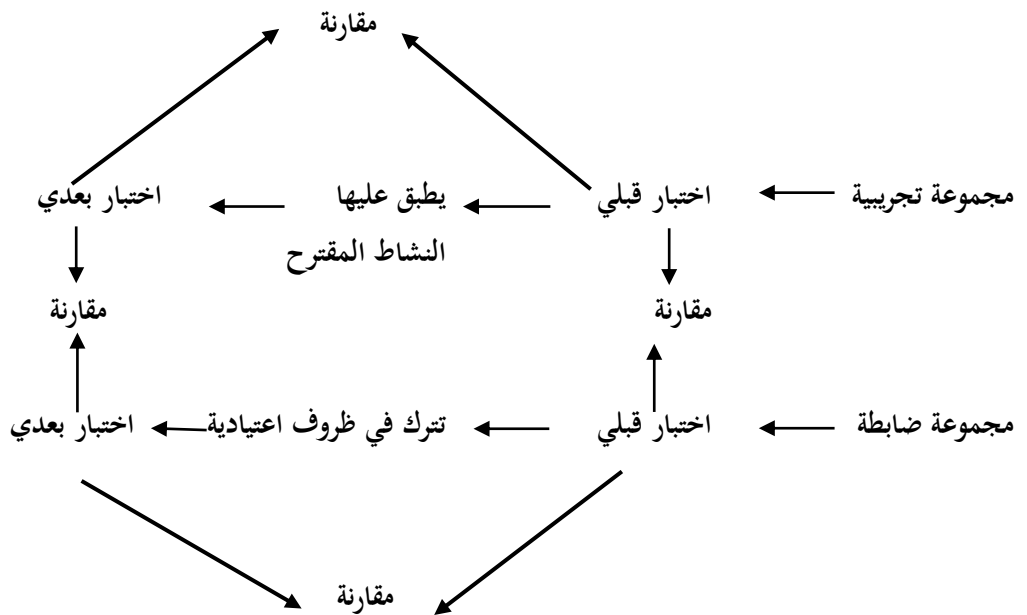 مقارنة
مجموعة تجريبية اختبار قبلي يطبق عليها اختبار بعدي
النشاط المقترح
مقارنة مقارنة
مجموعة ضابطة اختبار قبلي تترك في ظروف اعتيادية اختبار بعدي
مقارنة